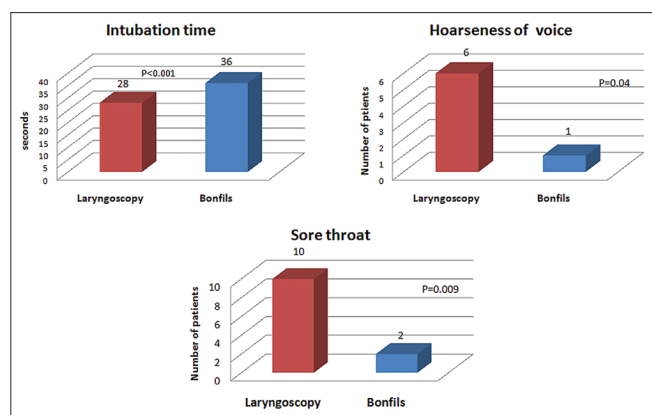 Intubation time
P<0.001
28
36
seconds
40
35
30
25
20
15
10
5
0
Laryngoscopy Bonfils
Hoarseness of voice
6
P=0.04
1
Number of ptients
6
5
4
3
2
1
0
Laryngoscopy Bonfils
Sore throat
10
P=0.009
2
Number of patients
10
8
6
4
2
0
Laryngoscopy Bonfils